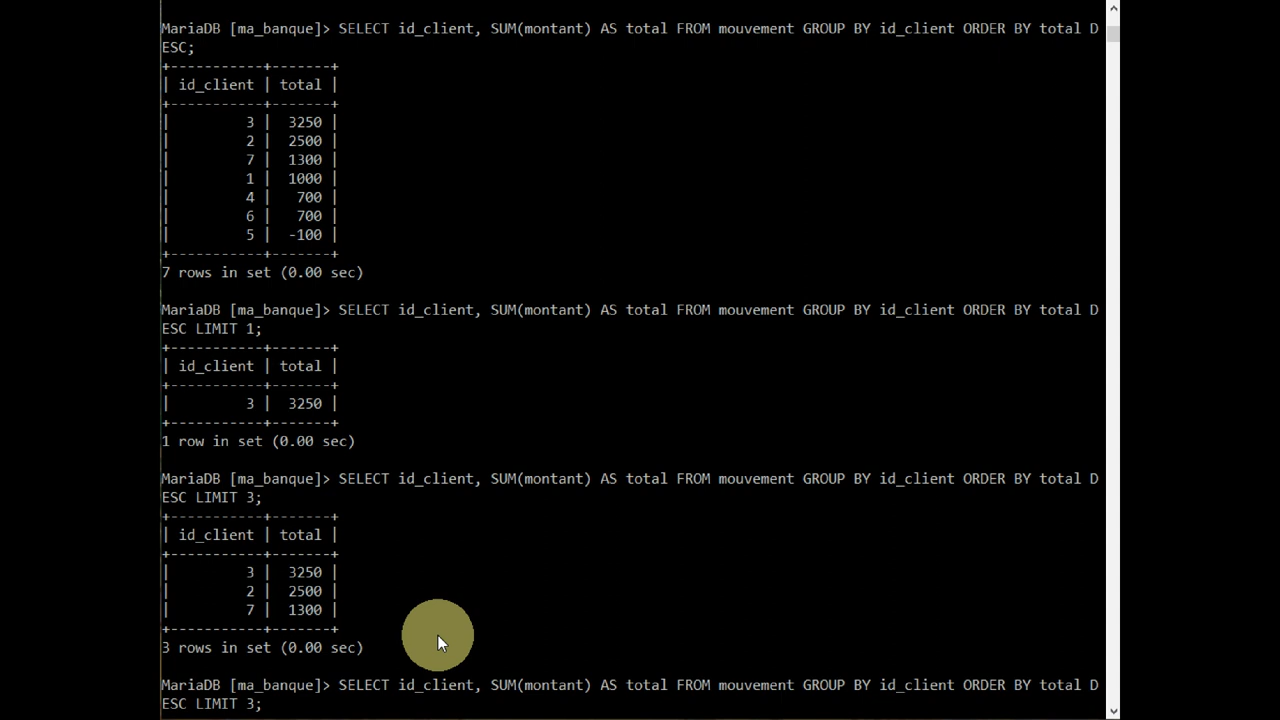 MariaDB [ma_banque]> SELECT id_client, SUM(montant) AS total FROM mouvement GROUP BY id_client ORDER BY total D
ESC;
+-----------+-------+
| id_client | total |
+-----------+-------+
|         3 |  3250 |
|         2 |  2500 |
|         7 |  1300 |
|         1 |  1000 |
|         4 |   700 |
|         6 |   700 |
|         5 |  -100 |
+-----------+-------+
7 rows in set (0.00 sec)
MariaDB [ma_banque]> SELECT id_client, SUM(montant) AS total FROM mouvement GROUP BY id_client ORDER BY total D
ESC LIMIT 1;
+-----------+-------+
| id_client | total |
+-----------+-------+
|         3 |  3250 |
+-----------+-------+
1 row in set (0.00 sec)
MariaDB [ma_banque]> SELECT id_client, SUM(montant) AS total FROM mouvement GROUP BY id_client ORDER BY total D
ESC LIMIT 3;
+-----------+-------+
| id_client | total |
+-----------+-------+
|         3 |  3250 |
|         2 |  2500 |
|         7 |  1300 |
+-----------+-------+
3 rows in set (0.00 sec)
MariaDB [ma_banque]> SELECT id_client, SUM(montant) AS total FROM mouvement GROUP BY id_client ORDER BY total D
ESC LIMIT 3;